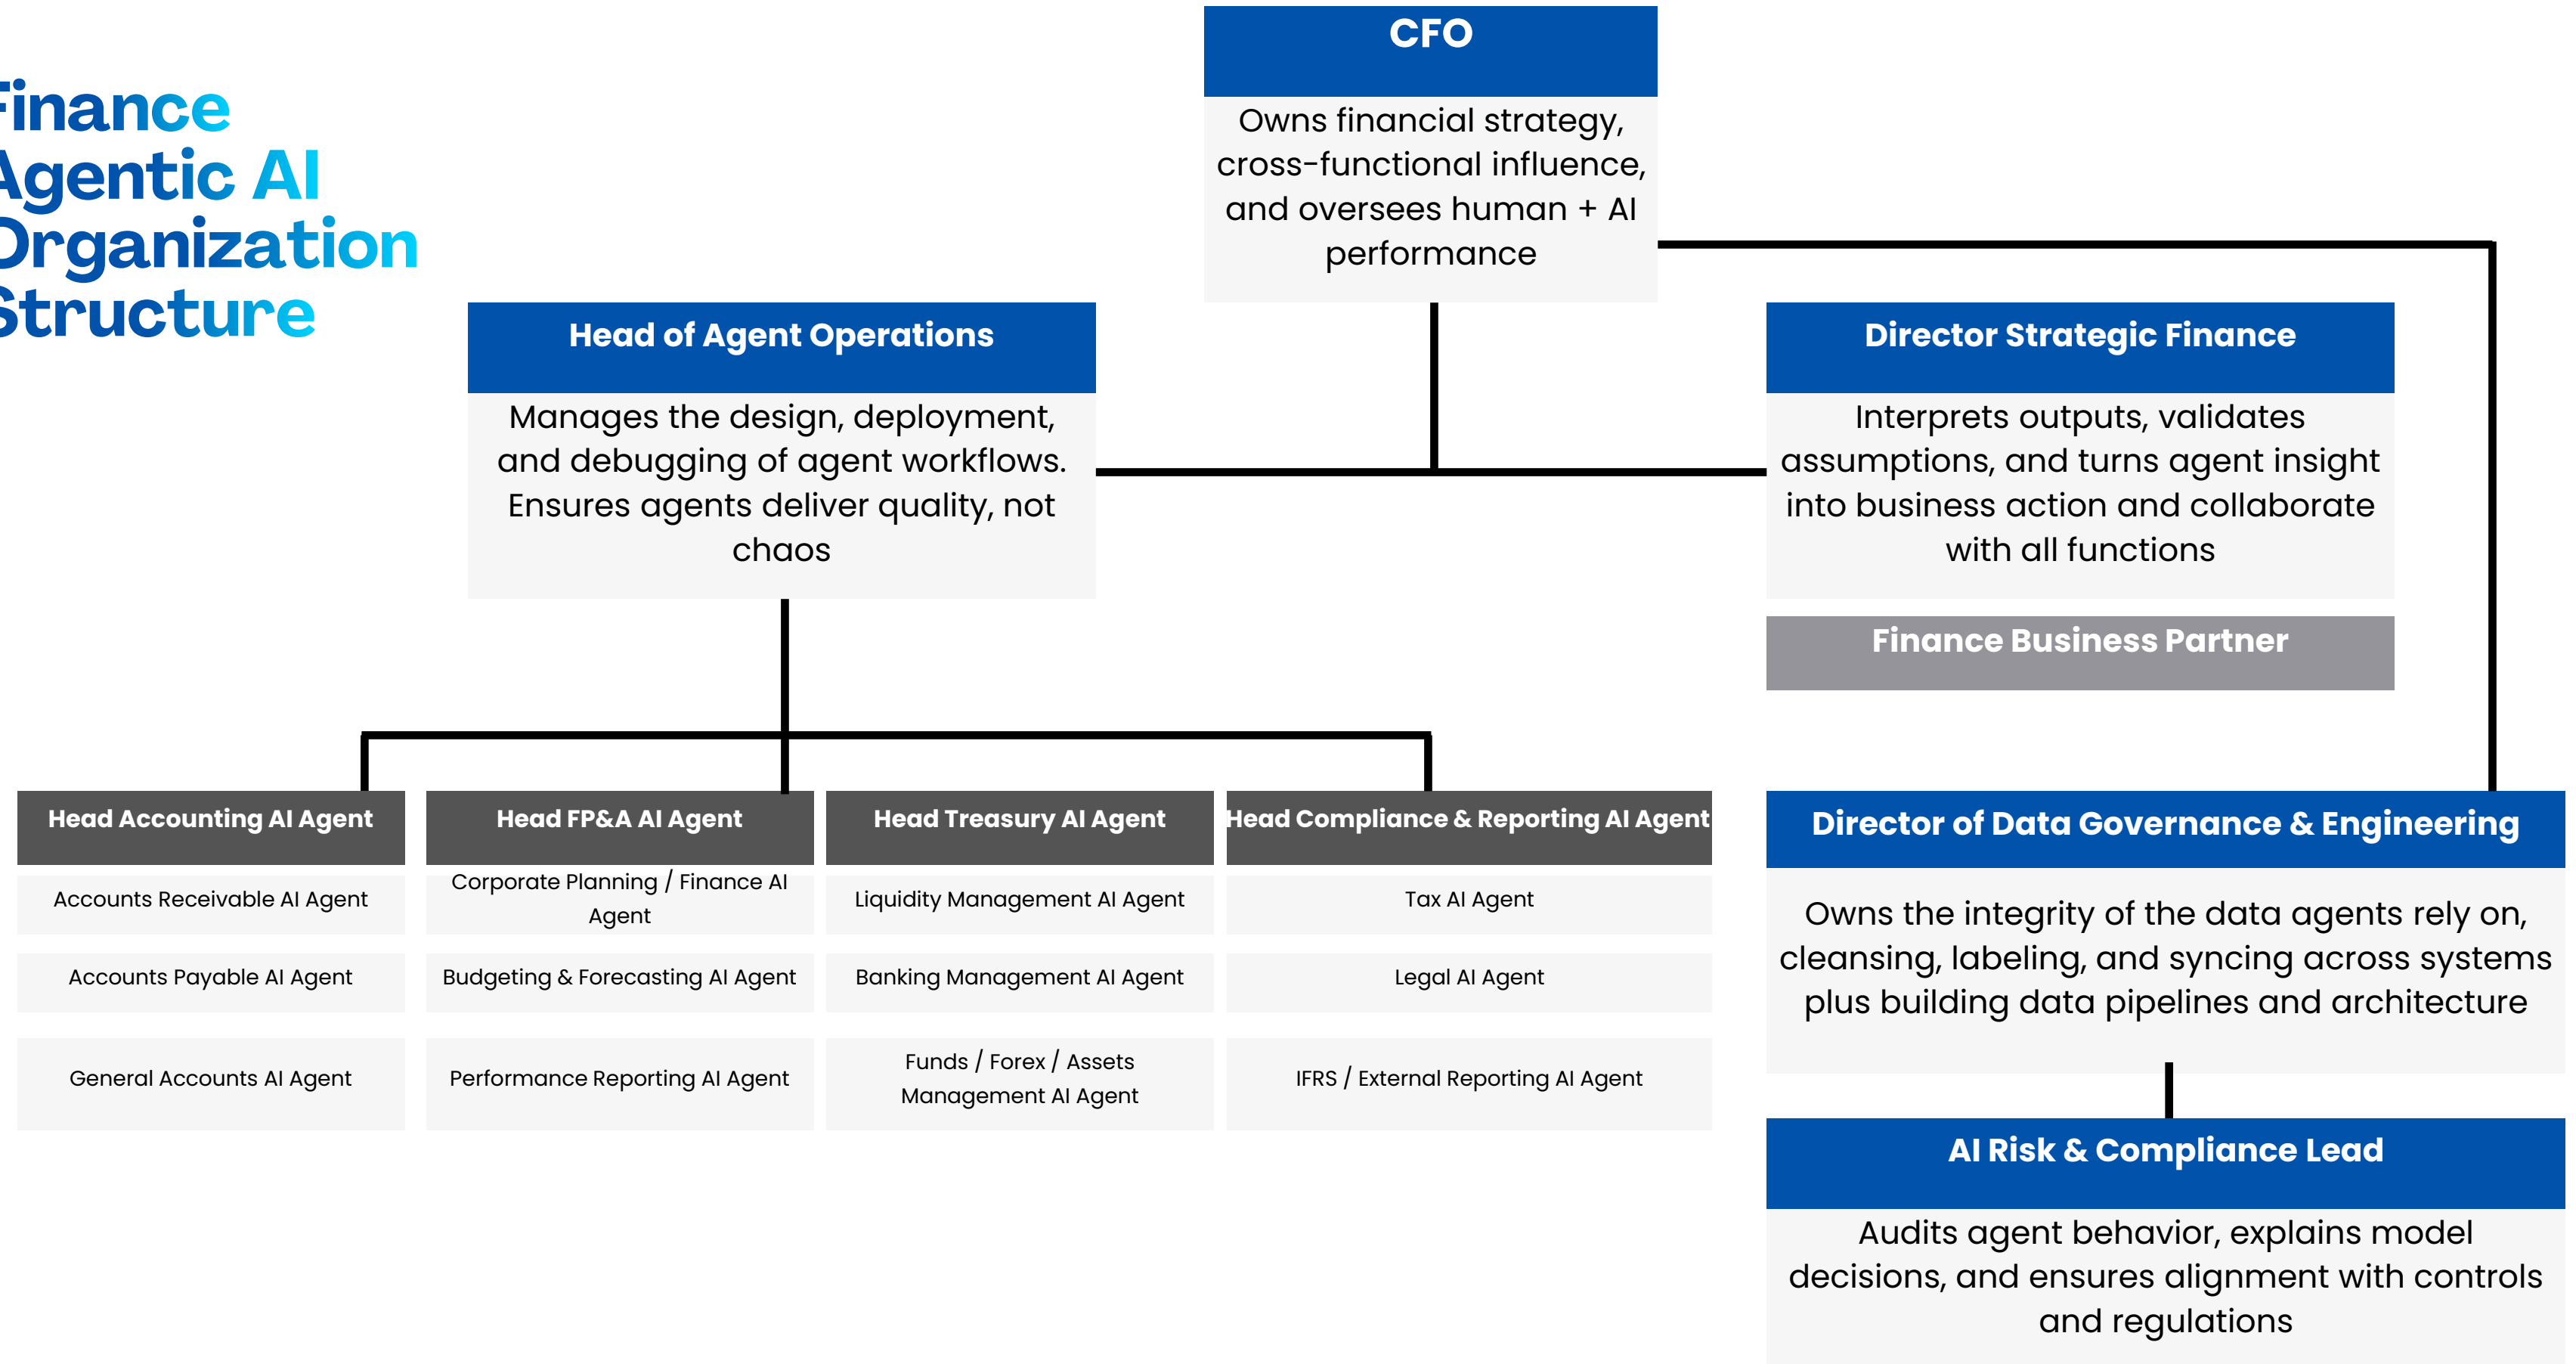 Finance
Agentic AI
Organization
Structure
CFO
Owns financial strategy,
cross-functional influence,
and oversees human + AI
performance
Head of Agent Operations
Manages the design, deployment,
and debugging of agent workflows.
Ensures agents deliver quality, not
chaos
Director Strategic Finance
Interprets outputs, validates
assumptions, and turns agent insight
into business action and collaborate
with all functions
Finance Business Partner
Head Accounting AI Agent
Accounts Receivable AI Agent
Accounts Payable AI Agent
General Accounts AI Agent
Head FP&A AI Agent
Corporate Planning / Finance AI
Agent
Budgeting & Forecasting AI Agent
Performance Reporting AI Agent
Head Treasury AI Agent
Liquidity Management AI Agent
Banking Management AI Agent
Funds / Forex / Assets
Management AI Agent
Head Compliance & Reporting AI Agent
Tax AI Agent
Legal AI Agent
IFRS / External Reporting AI Agent
Director of Data Governance & Engineering
Owns the integrity of the data agents rely on,
cleansing, labeling, and syncing across systems
plus building data pipelines and architecture
AI Risk & Compliance Lead
Audits agent behavior, explains model
decisions, and ensures alignment with controls
and regulations